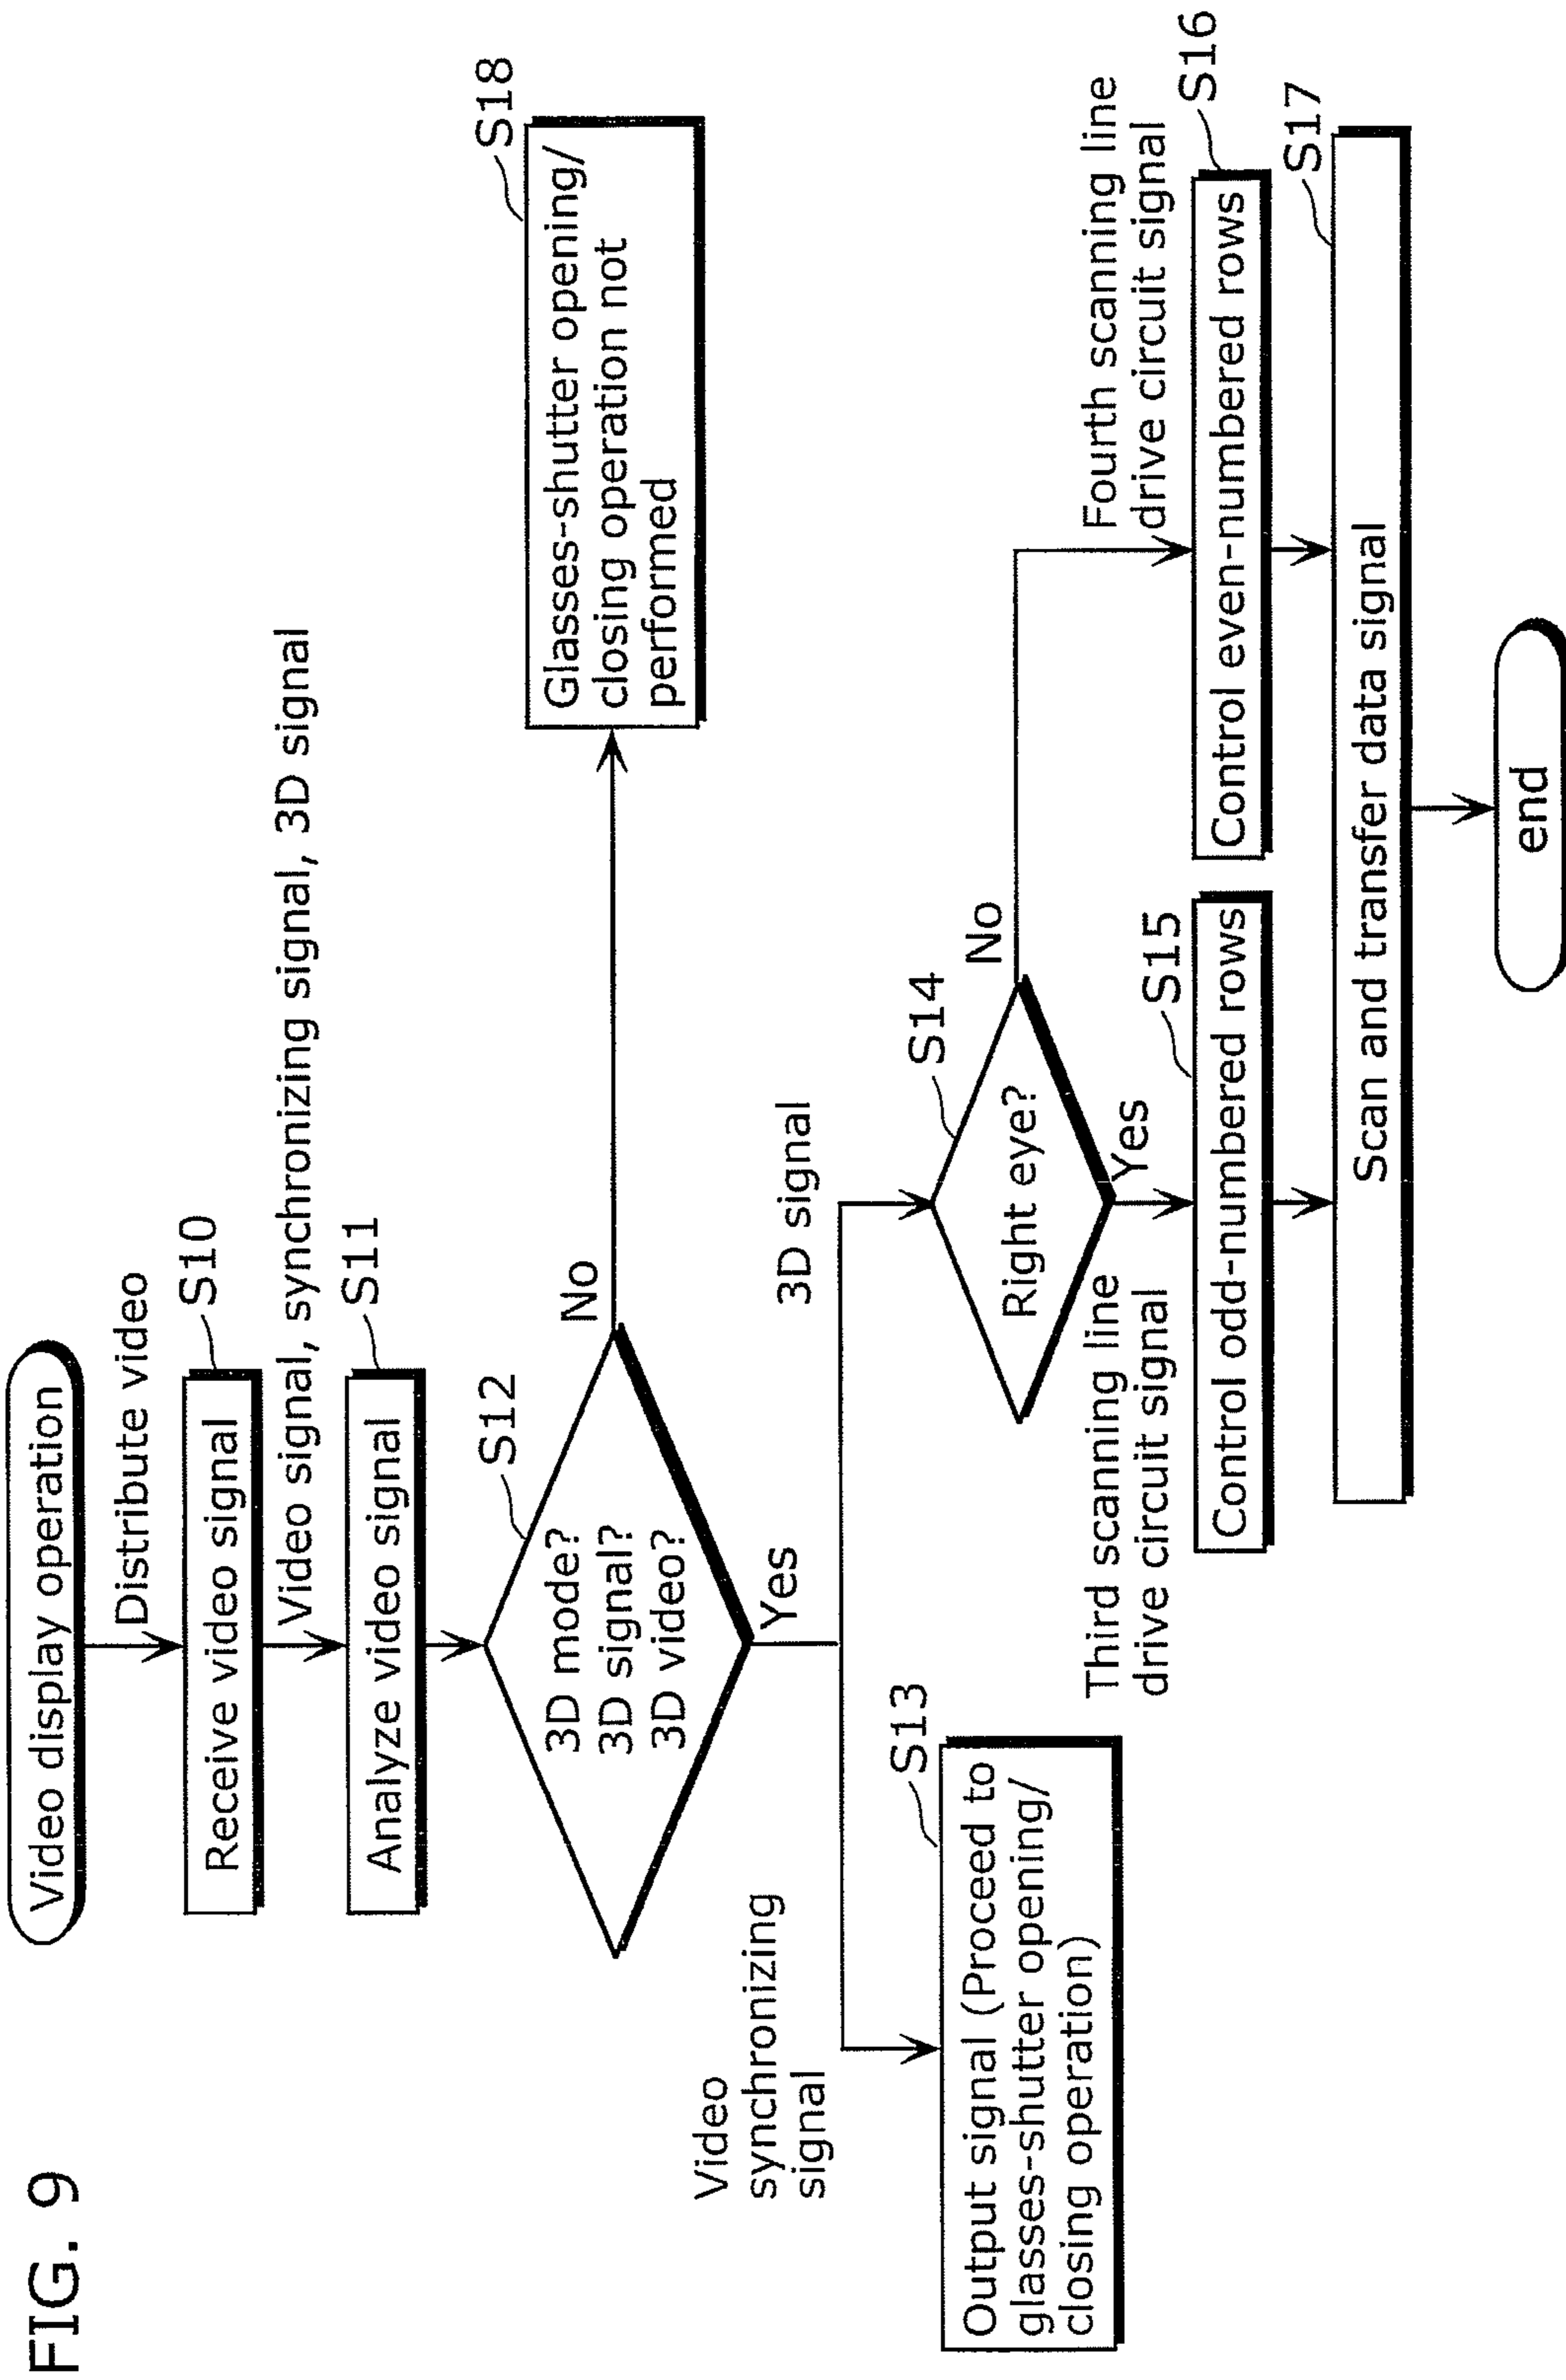 FIG. 9
Video display operation
Distribute video
S10
Receive video signal
Video signal, synchronizing signal, 3D signal
S11
Analyze video signal
S12
3D mode?
3D signal?
3D video?
No
S18
Glasses-shutter opening/
closing operation not
performed
Yes
Video
synchronizing
signal
3D signal
S13
Output signal (Proceed to
glasses-shutter opening/
closing operation)
S14
Right eye?
No
Yes
Third scanning line
drive circuit signal
S15
Control odd-numbered rows
Fourth scanning line
drive circuit signal
S16
Control even-numbered rows
S17
Scan and transfer data signal
end